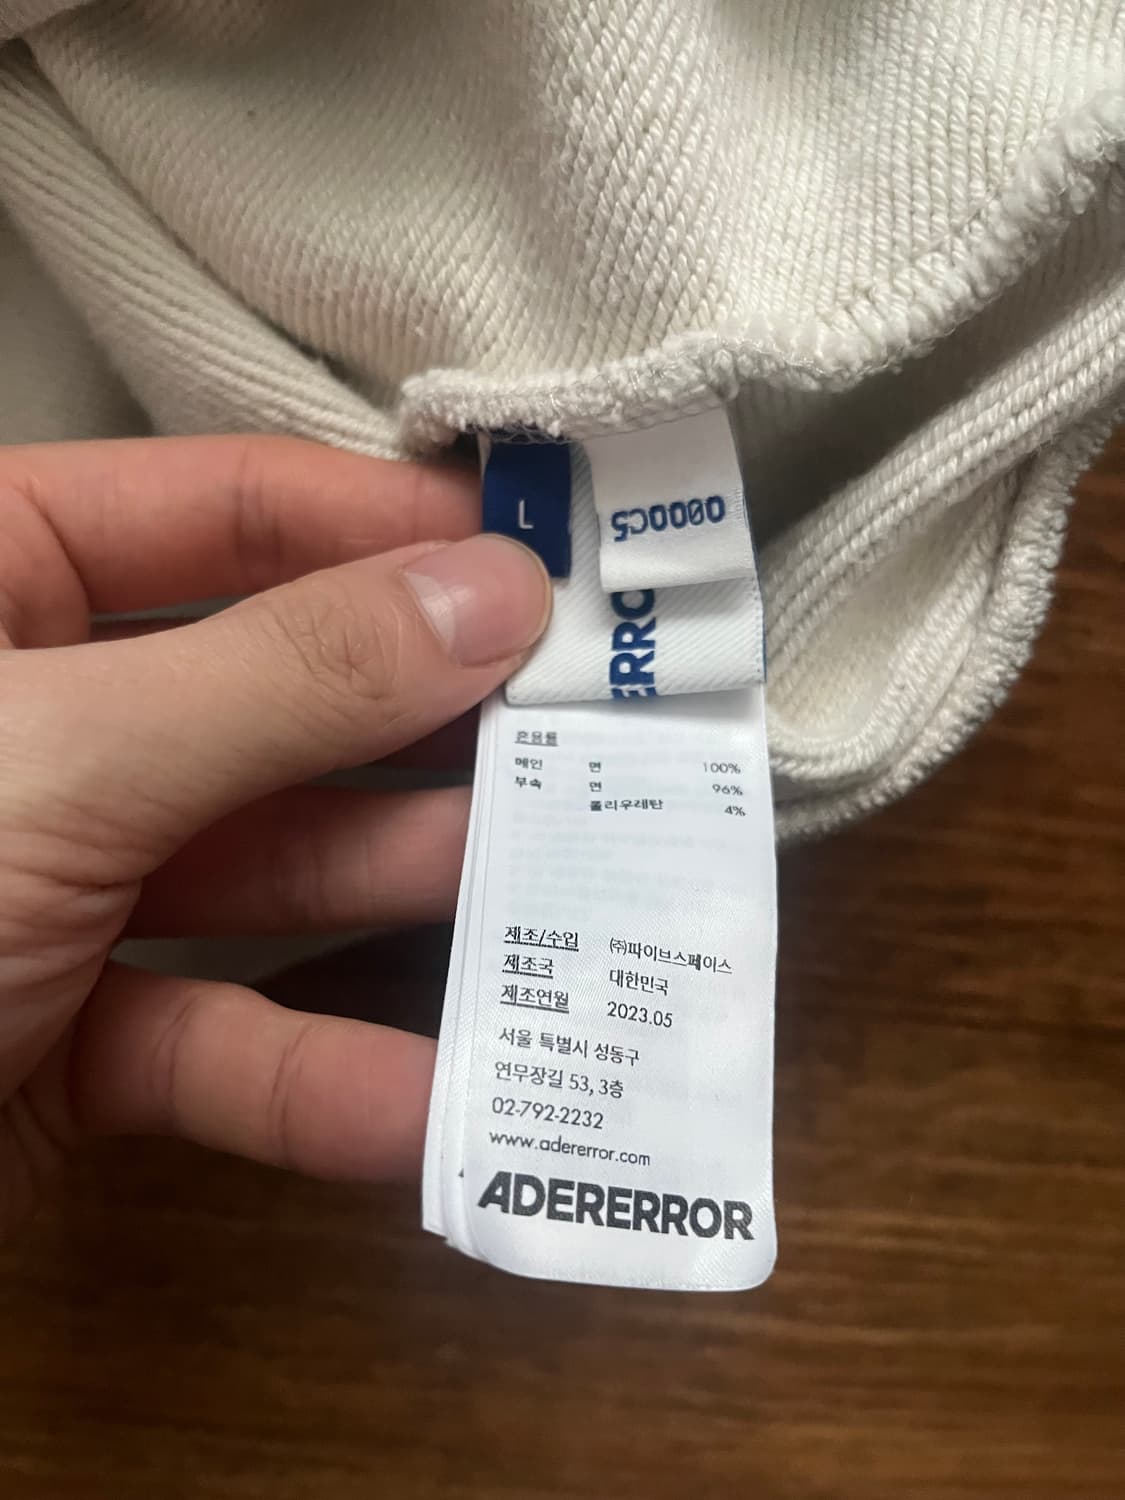 L
000C5
ERRO
혼용률
메인 면 100%
부속 면 96%
폴리우레탄 4%
제조/수입 ㈜파이브스페이스
제조국 대한민국
제조연월 2023.05
서울 특별시 성동구
연무장길 53, 3층
02-792-2232
www.adererror.com
ADERERROR